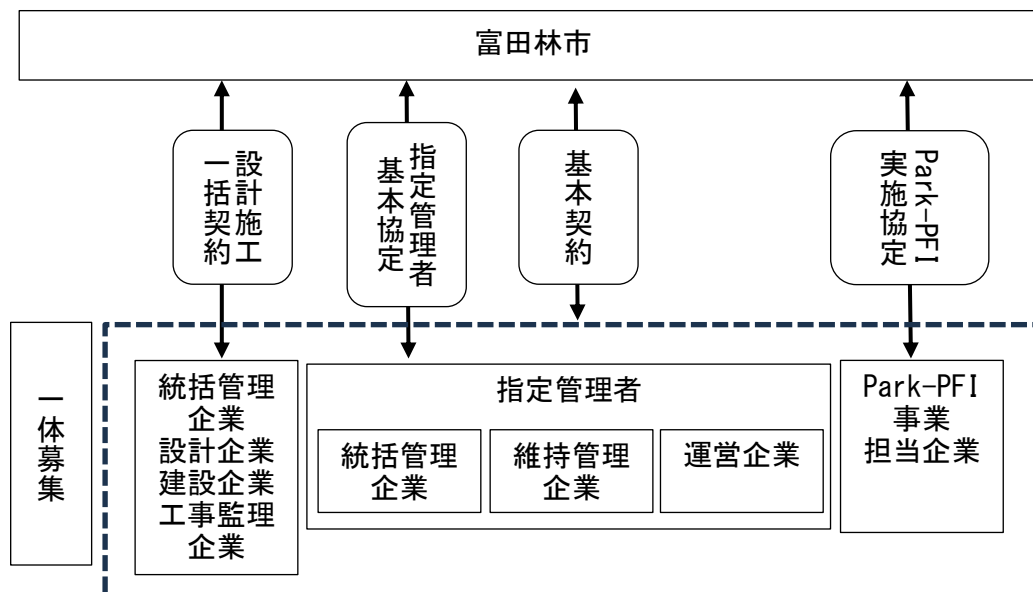 富田林市
設計施工
一括契約
指定管理者
基本協定
基本契約
Park-PFI
実施協定
一体募集
統括管理
企業
設計企業
建設企業
工事監理
企業
指定管理者
統括管理
企業
維持管理
企業
運営企業
Park-PFI
事業
担当企業